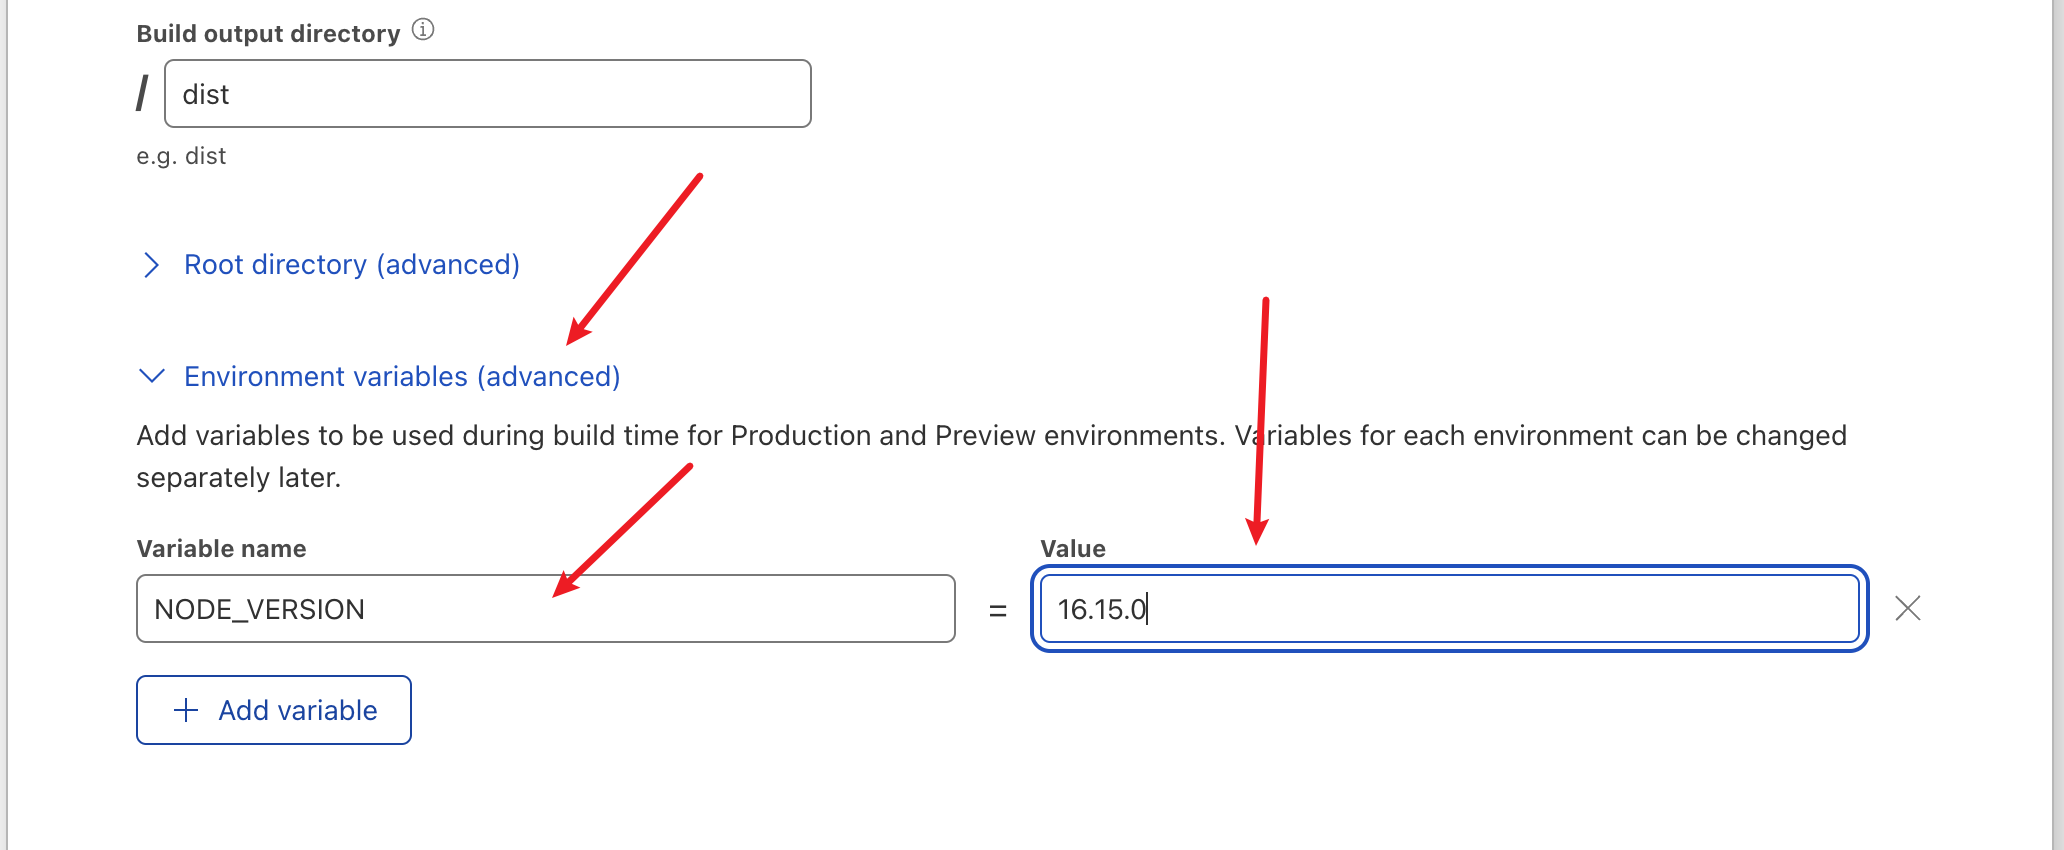 Build output directory
/ dist
e.g. dist
Root directory (advanced)
Environment variables (advanced)
Add variables to be used during build time for Production and Preview environments. Variables for each environment can be changed
separately later.
Variable name
Value
NODE_VERSION = 16.15.0
Add variable